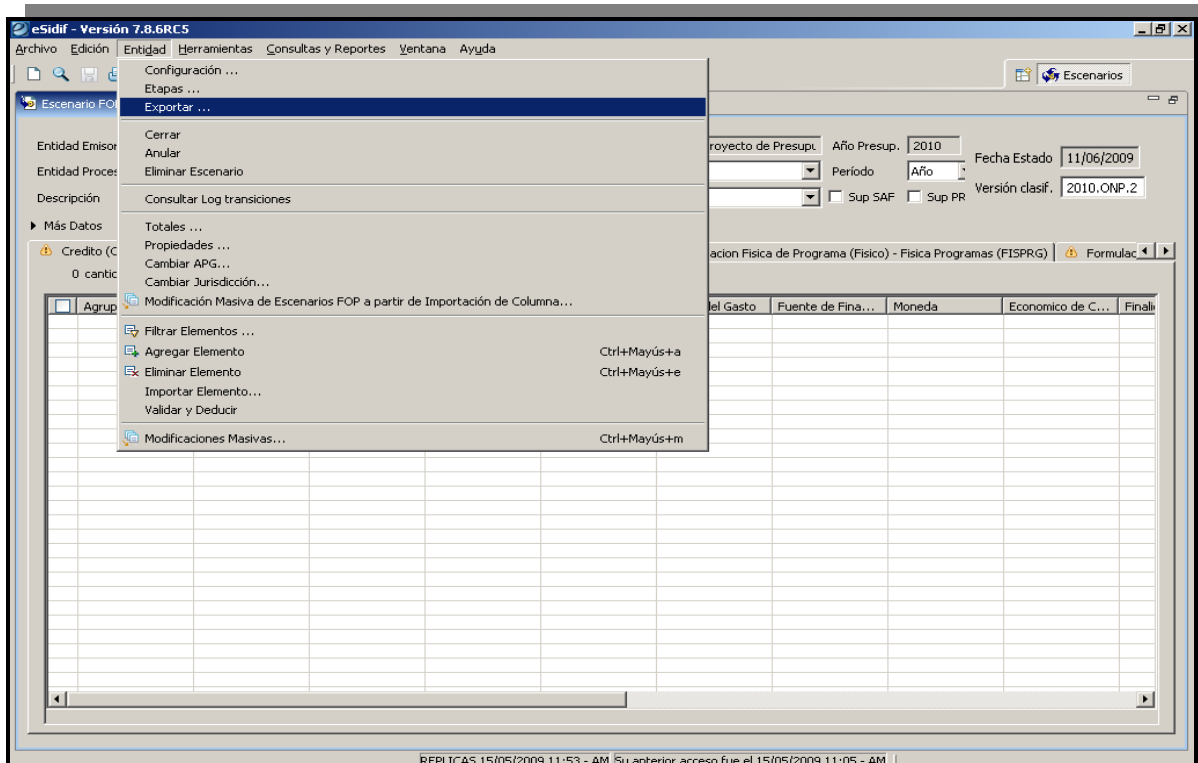 eSidif - Versión 7.8.6RC5
Archivo Edición Entidad Herramientas Consultas y Reportes Ventana Ayuda
Escenarios
Escenario FOP
Configuración ...
Etapas ...
Exportar ...
Cerrar
Anular
Eliminar Escenario
Consultar Log transiciones
Totales ...
Propiedades ...
Cambiar APG...
Cambiar Jurisdicción...
Modificación Masiva de Escenarios FOP a partir de Importación de Columna...
Filtrar Elementos ...
Agregar Elemento Ctrl+Mayús+a
Eliminar Elemento Ctrl+Mayús+e
Importar Elemento...
Validar y Deducir
Modificaciones Masivas... Ctrl+Mayús+m
Entidad Emisor royecto de Presupu Año Presup. 2010 Fecha Estado 11/06/2009
Entidad Proces Período Año
Versión clasif. 2010.ONP.2
Descripción Sup SAF Sup PR
Más Datos
Credito (C acion Fisica de Programa (Fisico) - Fisica Programas (FISPRG) Formulac
0 cantic
Agrup del Gasto Fuente de Fina... Moneda Economico de C... Finali
REPLICAS 15/05/2009 11:53 - AM Su anterior acceso fue el 15/05/2009 11:05 - AM